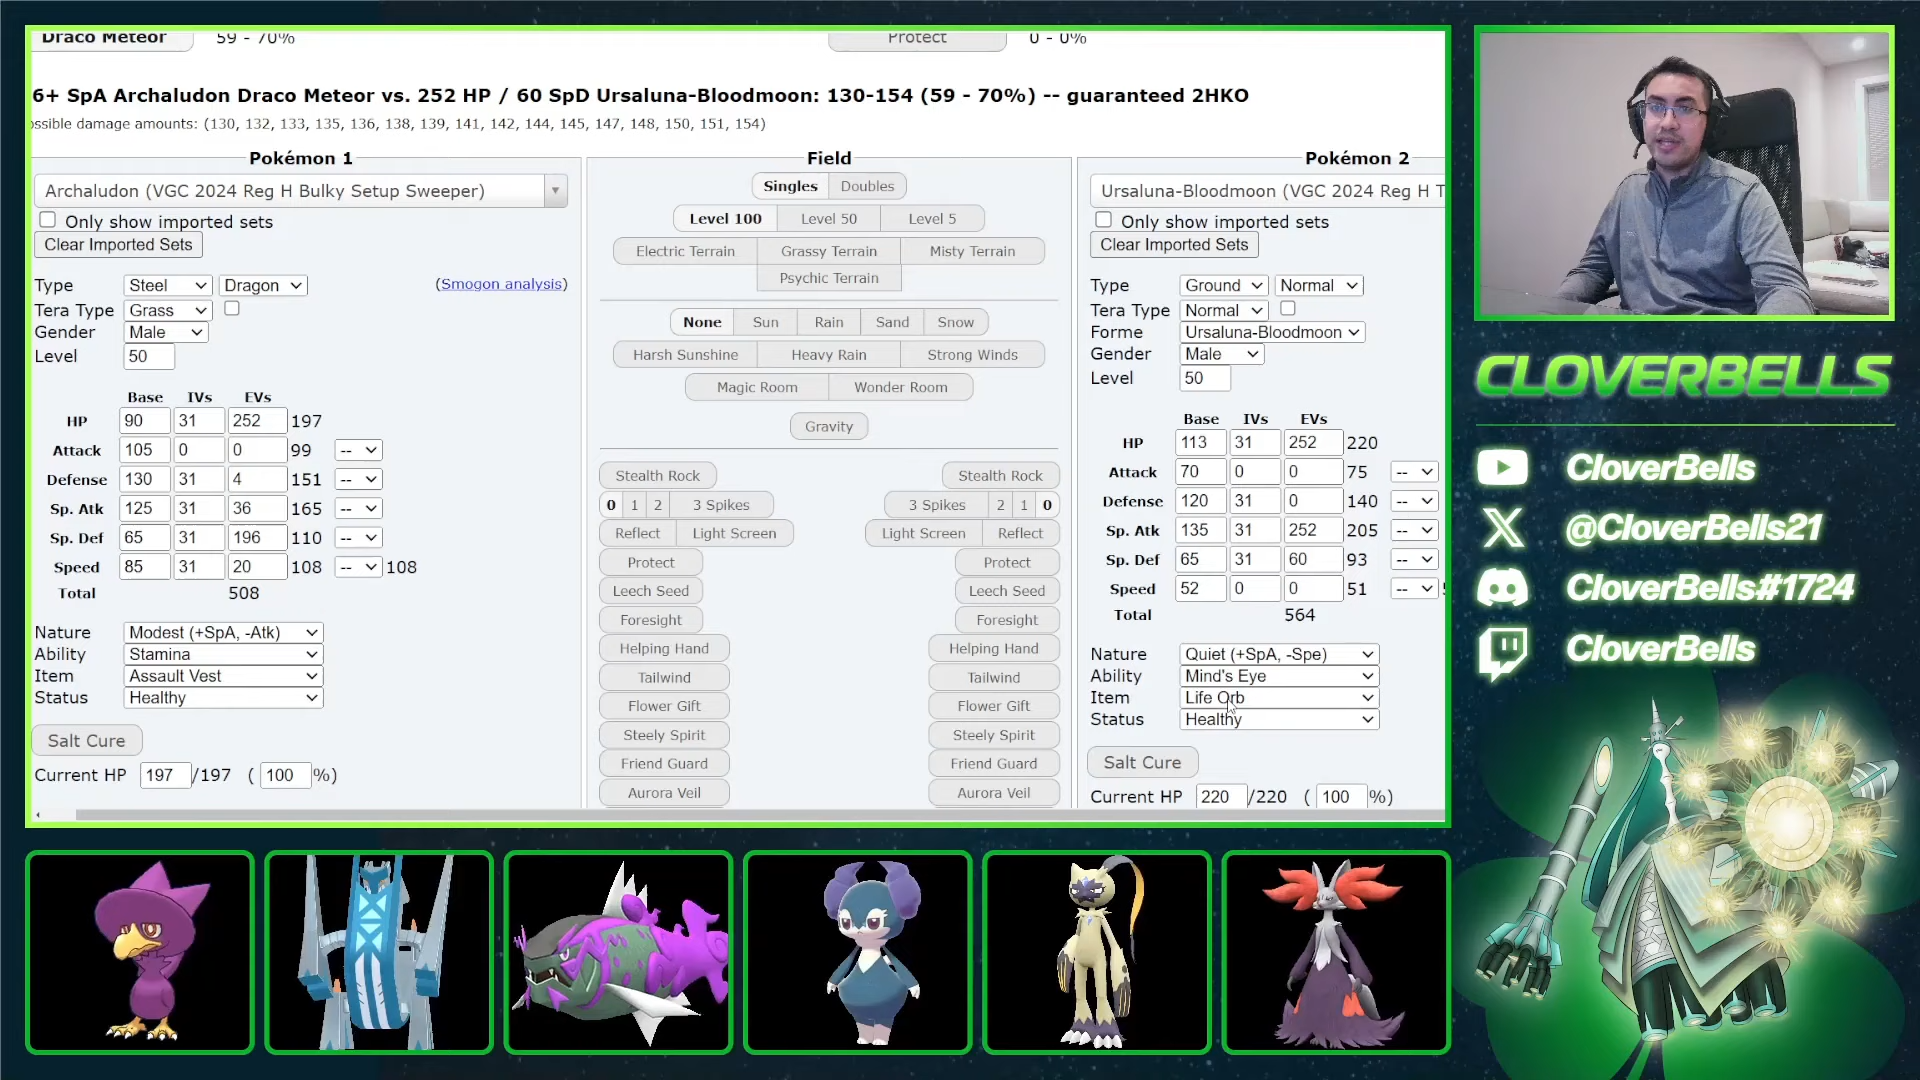 Draco Meteor 59 - 70% Protect 0 - 0%
6+ SpA Archaludon Draco Meteor vs. 252 HP / 60 SpD Ursaluna-Bloodmoon: 130-154 (59 - 70%) -- guaranteed 2HKO
ossible damage amounts: (130, 132, 133, 135, 136, 138, 139, 141, 142, 144, 145, 147, 148, 150, 151, 154)
Pokémon 1
Archaludon (VGC 2024 Reg H Bulky Setup Sweeper)
Only show imported sets
Clear Imported Sets
Type Steel Dragon (Smogon analysis)
Tera Type Grass
Gender Male
Level 50
Base IVs EVs
HP 90 31 252 197
Attack 105 0 0 99 --
Defense 130 31 4 151 --
Sp. Atk 125 31 36 165 --
Sp. Def 65 31 196 110 --
Speed 85 31 20 108 -- 108
Total 508
Nature Modest (+SpA, -Atk)
Ability Stamina
Item Assault Vest
Status Healthy
Salt Cure
Current HP 197 /197 ( 100 %)
Field
Singles Doubles
Level 100 Level 50 Level 5
Electric Terrain Grassy Terrain Misty Terrain
Psychic Terrain
None Sun Rain Sand Snow
Harsh Sunshine Heavy Rain Strong Winds
Magic Room Wonder Room
Gravity
Stealth Rock Stealth Rock
0 1 2 3 Spikes 3 Spikes 2 1 0
Reflect Light Screen Light Screen Reflect
Protect Protect
Leech Seed Leech Seed
Foresight Foresight
Helping Hand Helping Hand
Tailwind Tailwind
Flower Gift Flower Gift
Steely Spirit Steely Spirit
Friend Guard Friend Guard
Aurora Veil Aurora Veil
Pokémon 2
Ursaluna-Bloodmoon (VGC 2024 Reg H T
Only show imported sets
Clear Imported Sets
Type Ground Normal
Tera Type Normal
Forme Ursaluna-Bloodmoon
Gender Male
Level 50
Base IVs EVs
HP 113 31 252 220
Attack 70 0 0 75 --
Defense 120 31 0 140 --
Sp. Atk 135 31 252 205 --
Sp. Def 65 31 60 93 --
Speed 52 0 0 51 --
Total 564
Nature Quiet (+SpA, -Spe)
Ability Mind's Eye
Item Life Orb
Status Healthy
Salt Cure
Current HP 220 /220 ( 100 %)
CLOVERBELLS
CloverBells
@CloverBells21
CloverBells#1724
CloverBells